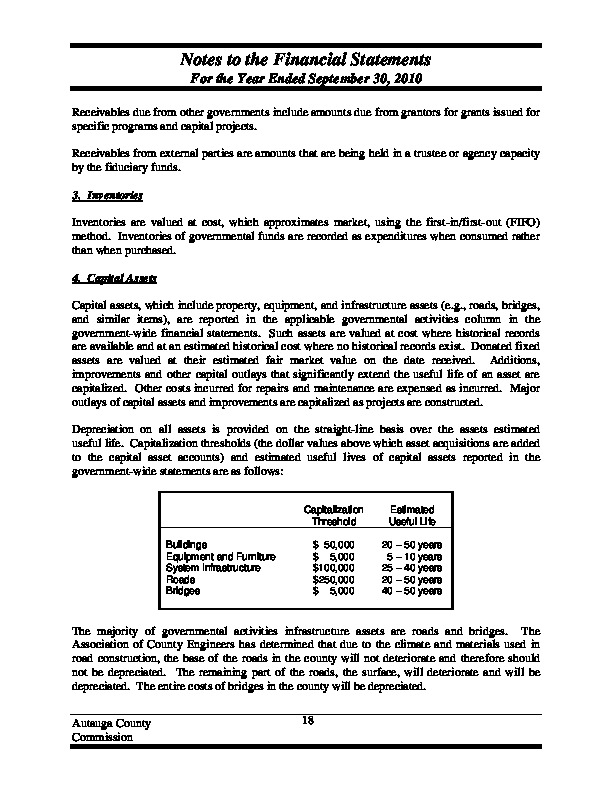 Notes to the Financial Statements
For the Year Ended September 30, 2010
Receivables due from other governments include amounts due from grantors for grants issued for
specific programs and capital projects.
Receivables from external parties are amounts that are being held in a trustee or agency capacity
by the fiduciary funds.
3. Inventories
Inventories are valued at cost, which approximates market, using the first-in/first-out (FIFO)
method. Inventories of governmental funds are recorded as expenditures when consumed rather
than when purchased.
4. Capital Assets
Capital assets, which include property, equipment, and infrastructure assets (e.g., roads, bridges,
and similar items), are reported in the applicable governmental activities column in the
government-wide financial statements. Such assets are valued at cost where historical records
are available and at an estimated historical cost where no historical records exist. Donated fixed
assets are valued at their estimated fair market value on the date received. Additions,
improvements and other capital outlays that significantly extend the useful life of an asset are
capitalized. Other costs incurred for repairs and maintenance are expensed as incurred. Major
outlays of capital assets and improvements are capitalized as projects are constructed.
Depreciation on all assets is provided on the straight-line basis over the assets estimated
useful life. Capitalization thresholds (the dollar values above which asset acquisitions are added
to the capital asset accounts) and estimated useful lives of capital assets reported in the
government-wide statements are as follows:
Capitalization Estimated
Threshold Useful Life
Buildings $ 50,000 20 – 50 years
Equipment and Furniture $ 5,000 5 – 10 years
System Infrastructure $100,000 25 – 40 years
Roads $250,000 20 – 50 years
Bridges $ 5,000 40 – 50 years
The majority of governmental activities infrastructure assets are roads and bridges. The
Association of County Engineers has determined that due to the climate and materials used in
road construction, the base of the roads in the county will not deteriorate and therefore should
not be depreciated. The remaining part of the roads, the surface, will deteriorate and will be
depreciated. The entire costs of bridges in the county will be depreciated.
Autauga County 18
Commission